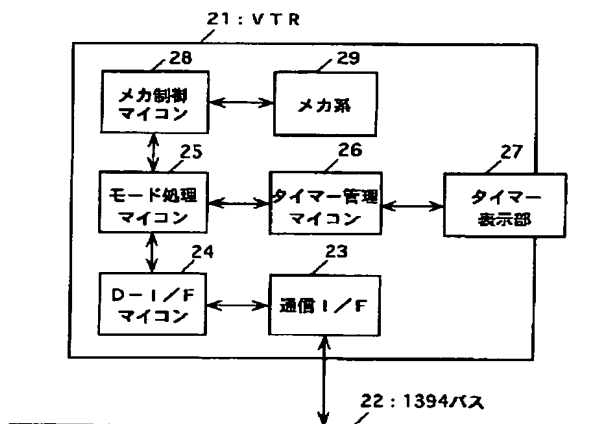 21：ＶＴＲ
28
29
メカ制御
マイコン
メカ系
25
26
27
モード処理
マイコン
タイマー管理
マイコン
タイマー
表示部
24
23
Ｄ－Ｉ／Ｆ
マイコン
通信Ｉ／Ｆ
22：1394バス